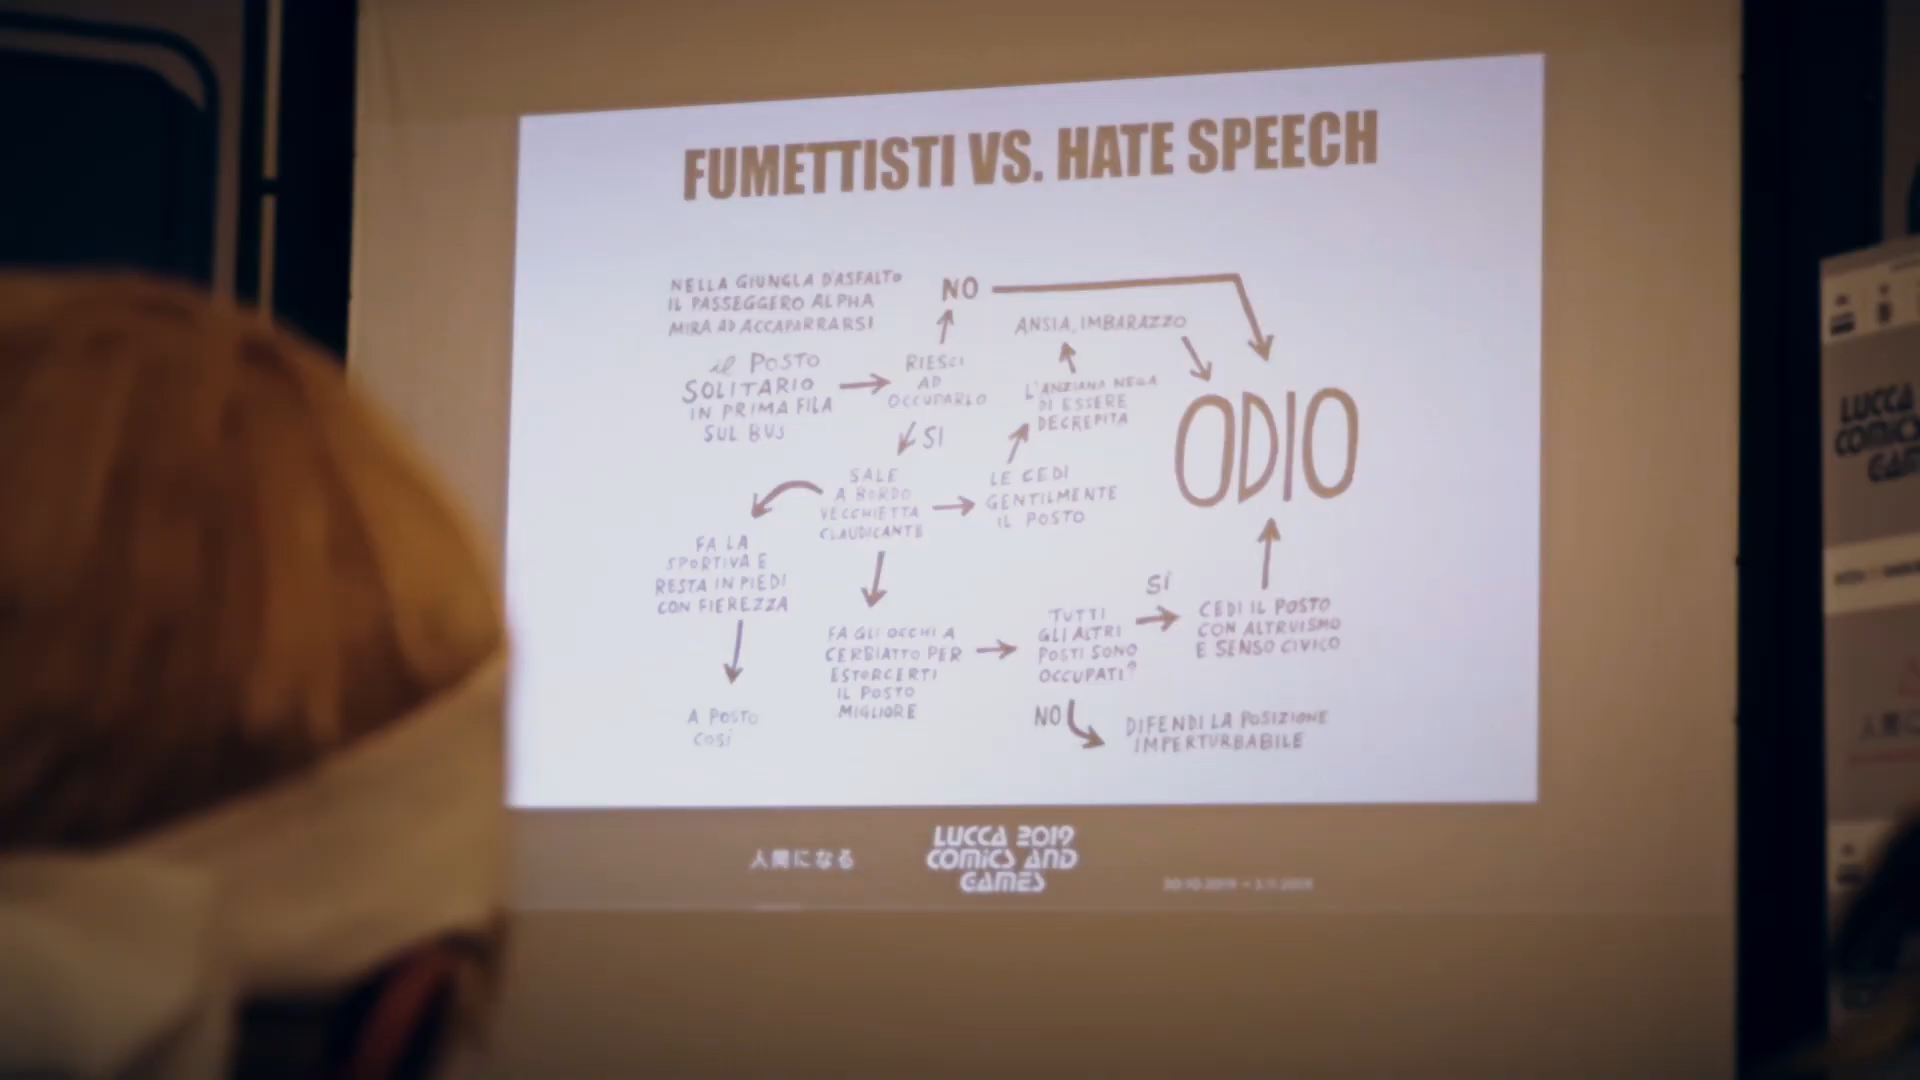 FUMETTISTI VS. HATE SPEECH
NELLA GIUNGLA D'ASFALTO
IL PASSEGGERO ALPHA
MIRA AD ACCAPARRARSI
il POSTO
SOLITARIO
IN PRIMA FILA
SUL BUS
RIESCI
AD
OCCUPARLO
NO
SI
SALE
A BORDO
VECCHIETTA
CLAUDICANTE
LE CEDI
GENTILMENTE
IL POSTO
L'ANZIANA NEGA
DI ESSERE
DECREPITA
ANSIA, IMBARAZZO
ODIO
FA LA
SPORTIVA E
RESTA IN PIEDI
CON FIEREZZA
A POSTO
COSÌ
FA GLI OCCHI A
CERBIATTO PER
ESTORCERTI
IL POSTO
MIGLIORE
TUTTI
GLI ALTRI
POSTI SONO
OCCUPATI?
SÍ
CEDI IL POSTO
CON ALTRUISMO
E SENSO CIVICO
NO
DIFENDI LA POSIZIONE
IMPERTURBABILE
人間になる
LUCCA 2019
COMICS AND
GAMES
LUCCA
COMICS
GAM